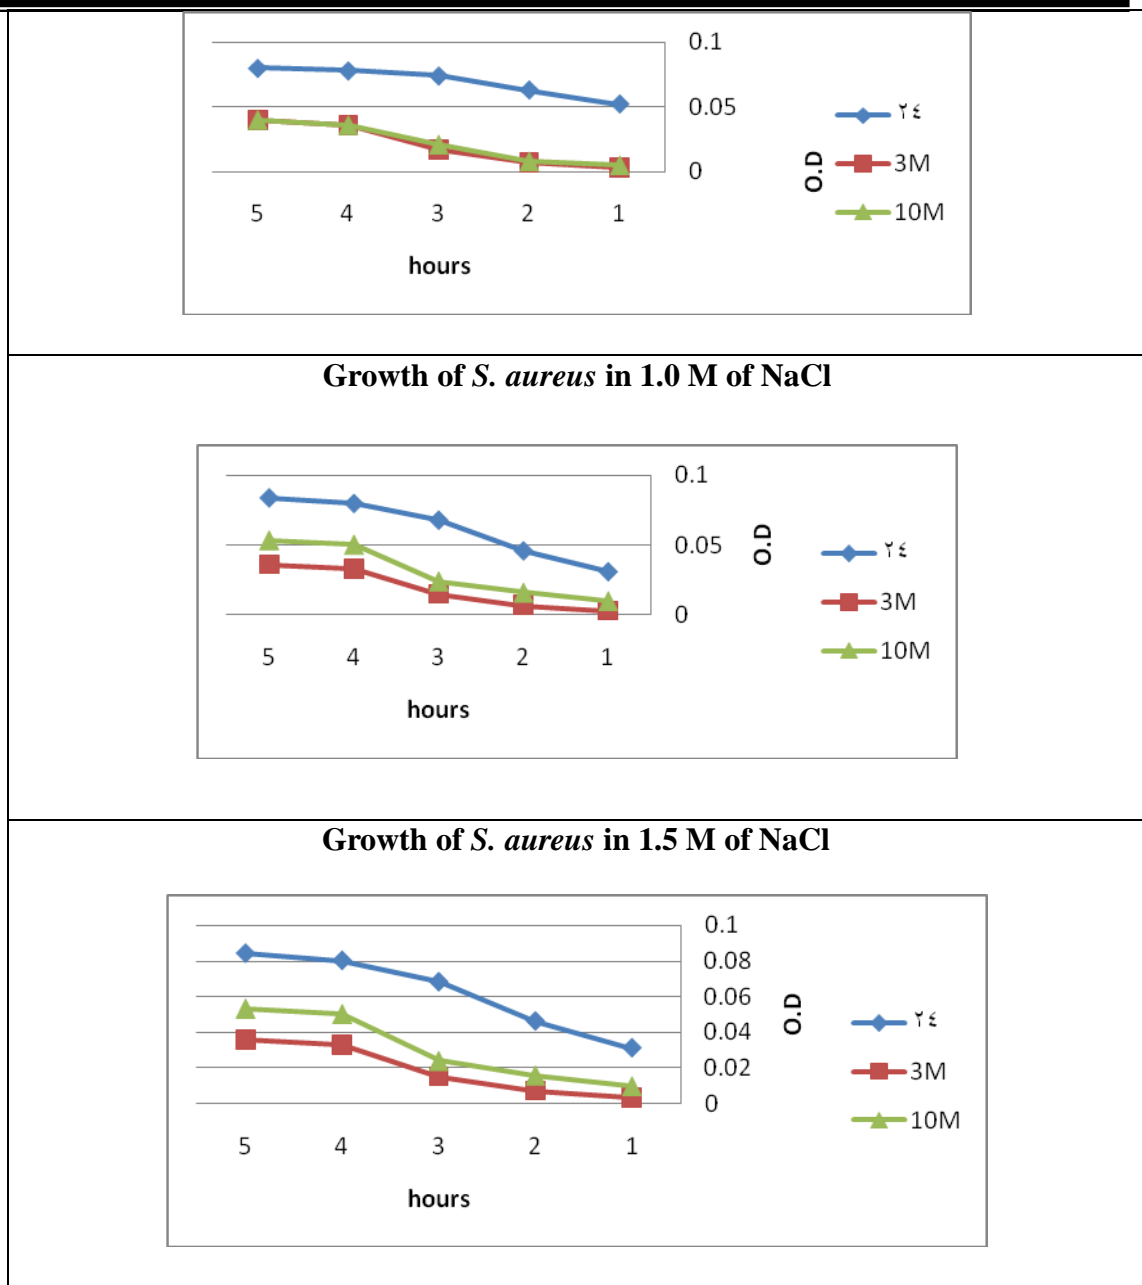 0.1
0.05
0
O.D
5 4 3 2 1
hours
٢٤
3M
10M
Growth of S. aureus in 1.0 M of NaCl
0.1
0.05
0
O.D
5 4 3 2 1
hours
٢٤
3M
10M
Growth of S. aureus in 1.5 M of NaCl
0.1
0.08
0.06
0.04
0.02
0
O.D
5 4 3 2 1
hours
٢٤
3M
10M